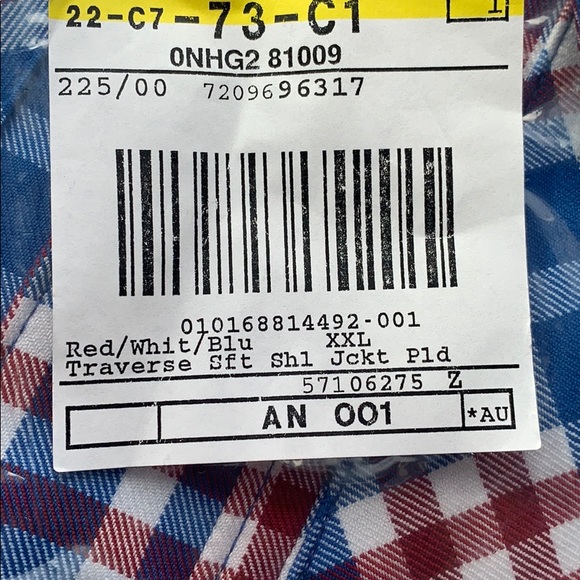 22-C7-73-C1 1
0NHG2 81009
225/00 7209696317
010168814492-001
Red/Whit/Blu XXL
Traverse Sft Shl Jckt Pld
57106275 Z
AN 001 *AU